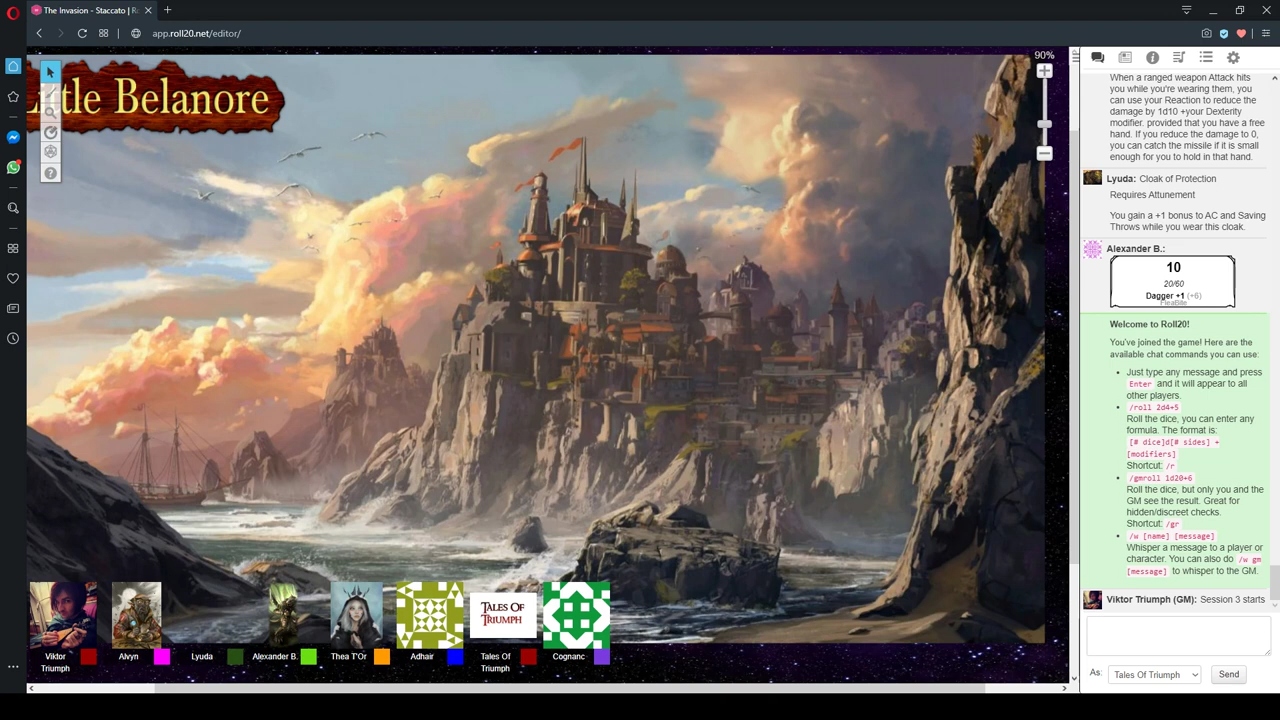 The Invasion - Staccato | R
app.roll20.net/editor/
90%
ttle Belanore
When a ranged weapon Attack hits
you while you're wearing them, you
can use your Reaction to reduce the
damage by 1d10 +your Dexterity
modifier. provided that you have a free
hand. If you reduce the damage to 0,
you can catch the missile if it is small
enough for you to hold in that hand.
Lyuda: Cloak of Protection
Requires Attunement
You gain a +1 bonus to AC and Saving
Throws while you wear this cloak.
Alexander B.:
10
20/60
Dagger +1 (+6)
FleaBite
Welcome to Roll20!
You've joined the game! Here are the
available chat commands you can use:
Just type any message and press
Enter and it will appear to all
other players.
/roll 2d4+5
Roll the dice, you can enter any
formula. The format is:
[# dice]d[# sides] +
[modifiers]
Shortcut: /r
/gmroll 1d20+6
Roll the dice, but only you and the
GM see the result. Great for
hidden/discreet checks.
Shortcut: /gr
/w [name] [message]
Whisper a message to a player or
character. You can also do /w gm
[message] to whisper to the GM.
Viktor Triumph (GM): Session 3 starts
As: Tales Of Triumph Send
TALES OF
TRIUMPH
Viktor
Triumph
Alvyn
Lyuda
Alexander B.
Thea T'Or
Adhair
Tales Of
Triumph
Cognanc